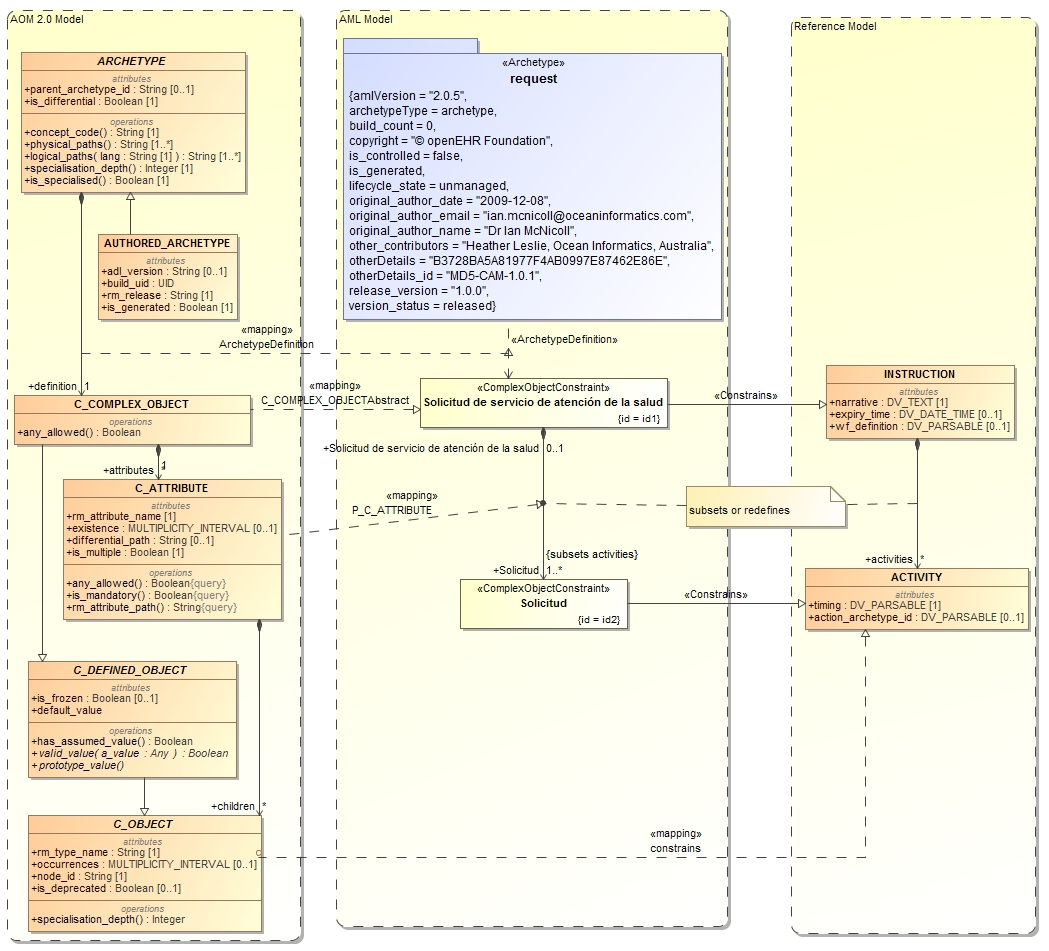 AOM 2.0 Model
ARCHETYPE
attributes
+parent_archetype_id : String [0..1]
+is_differential : Boolean [1]
operations
+concept_code() : String [1]
+physical_paths() : String [1..*]
+logical_paths( lang : String [1] ) : String [1..*]
+specialisation_depth() : Integer [1]
+is_specialised() : Boolean [1]
AUTHORED_ARCHETYPE
attributes
+adl_version : String [0..1]
+build_uid : UID
+rm_release : String [1]
+is_generated : Boolean [1]
«mapping»
ArchetypeDefinition
+definition 1
C_COMPLEX_OBJECT
operations
+any_allowed() : Boolean
«mapping»
C_COMPLEX_OBJECTAbstract
+attributes *
1
C_ATTRIBUTE
attributes
+rm_attribute_name [1]
+existence : MULTIPLICITY_INTERVAL [0..1]
+differential_path : String [0..1]
+is_multiple : Boolean [1]
operations
+any_allowed() : Boolean{query}
+is_mandatory() : Boolean{query}
+rm_attribute_path() : String{query}
«mapping»
P_C_ATTRIBUTE
C_DEFINED_OBJECT
attributes
+is_frozen : Boolean [0..1]
+default_value
operations
+has_assumed_value() : Boolean
+valid_value( a_value : Any ) : Boolean
+prototype_value()
+children *
C_OBJECT
attributes
+rm_type_name : String [1]
+occurrences : MULTIPLICITY_INTERVAL [0..1]
+node_id : String [1]
+is_deprecated : Boolean [0..1]
operations
+specialisation_depth() : Integer
AML Model
«Archetype»
request
{amlVersion = "2.0.5",
archetypeType = archetype,
build_count = 0,
copyright = "© openEHR Foundation",
is_controlled = false,
is_generated,
lifecycle_state = unmanaged,
original_author_date = "2009-12-08",
original_author_email = "ian.mcnicoll@oceaninformatics.com",
original_author_name = "Dr Ian McNicoll",
other_contributors = "Heather Leslie, Ocean Informatics, Australia",
otherDetails = "B3728BA5A81977F4AB0997E87462E86E",
otherDetails_id = "MD5-CAM-1.0.1",
release_version = "1.0.0",
version_status = released}
«ArchetypeDefinition»
«ComplexObjectConstraint»
Solicitud de servicio de atención de la salud
{id = id1}
«Constrains»
+Solicitud de servicio de atención de la salud 0..1
subsets or redefines
{subsets activities}
+Solicitud 1..*
«ComplexObjectConstraint»
Solicitud
{id = id2}
«Constrains»
«mapping»
constrains
Reference Model
INSTRUCTION
attributes
+narrative : DV_TEXT [1]
+expiry_time : DV_DATE_TIME [0..1]
+wf_definition : DV_PARSABLE [0..1]
+activities *
ACTIVITY
attributes
+timing : DV_PARSABLE [1]
+action_archetype_id : DV_PARSABLE [0..1]